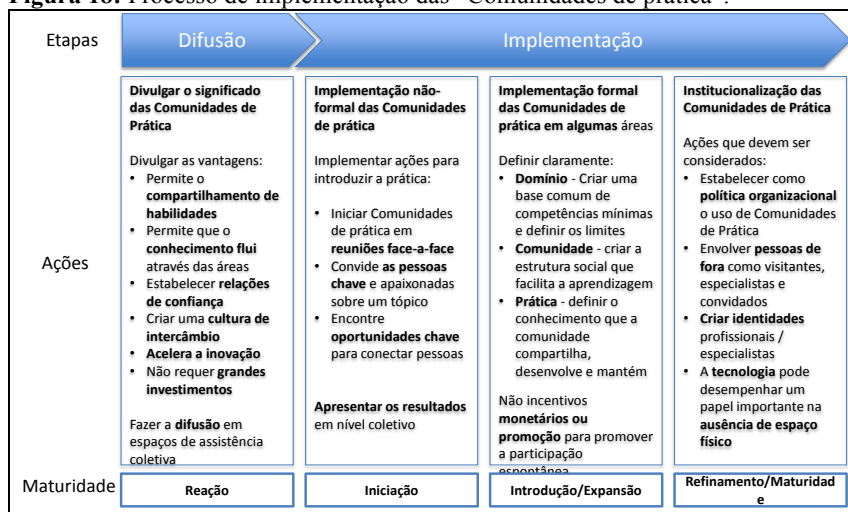 Figura 18: Processo de implementação das "Comunidades de prática".
Etapas
Difusão
Implementação
Ações
Divulgar o significado
das Comunidades de
Prática
Divulgar as vantagens:
• Permite o
compartilhamento de
habilidades
• Permite que o
conhecimento flui
através das áreas
• Estabelecer relações
de confiança
• Criar uma cultura de
intercâmbio
• Acelera a inovação
• Não requer grandes
investimentos
Fazer a difusão em
espaços de assistência
coletiva
Implementação não-
formal das Comunidades
de prática
Implementar ações para
introduzir a prática:
• Iniciar Comunidades
de prática em
reuniões face-a-face
• Convide as pessoas
chave e apaixonadas
sobre um tópico
• Encontre
oportunidades chave
para conectar pessoas
Apresentar os resultados
em nível coletivo
Implementação formal
das Comunidades de
prática em algumas áreas
Definir claramente:
• Domínio - Criar uma
base comum de
competências mínimas
e definir os limites
• Comunidade - criar a
estrutura social que
facilita a aprendizagem
• Prática - definir o
conhecimento que a
comunidade
compartilha,
desenvolve e mantém
Não incentivos
monetários ou
promoção para promover
a participação
espontânea
Institucionalização das
Comunidades de Prática
Ações que devem ser
considerados:
• Estabelecer como
política organizacional
o uso de Comunidades
de Prática
• Envolver pessoas de
fora como visitantes,
especialistas e
convidados
• Criar identidades
profissionais /
especialistas
• A tecnologia pode
desempenhar um
papel importante na
ausência de espaço
físico
Maturidade
Reação
Iniciação
Introdução/Expansão
Refinamento/Maturidad
e